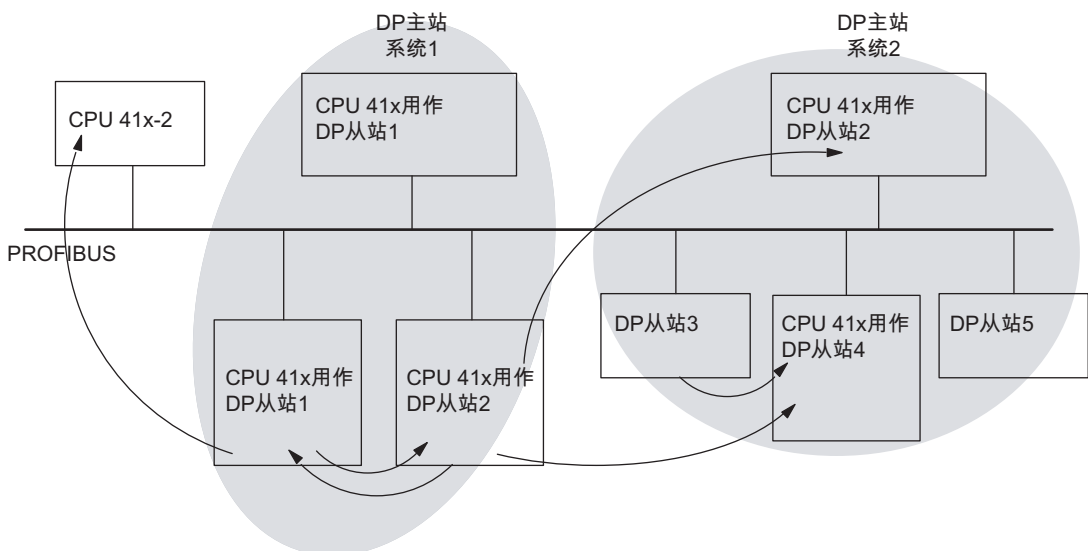 DP主站
系统1
DP主站
系统2
CPU 41x-2
CPU 41x用作
DP从站1
CPU 41x用作
DP从站2
PROFIBUS
CPU 41x用作
DP从站1
CPU 41x用作
DP从站2
DP从站3
CPU 41x用作
DP从站4
DP从站5